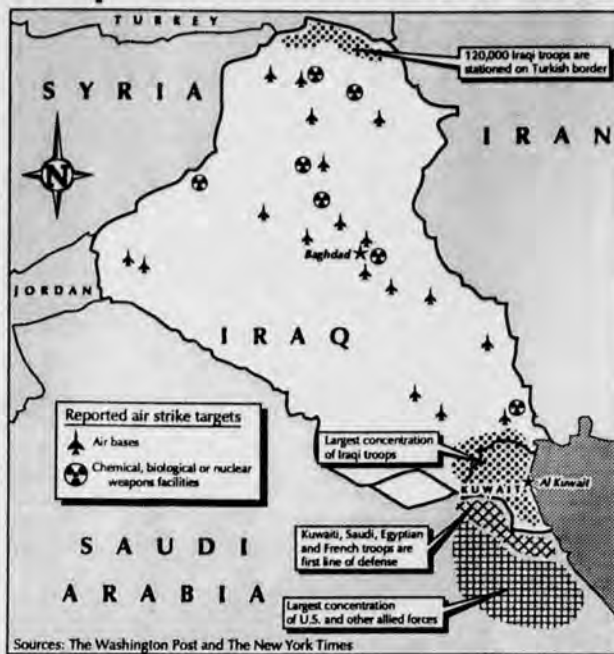 TURKEY
120,000 Iraqi troops are
stationed on Turkish border
SYRIA
IRAN
N
Baghdad
JORDAN
IRAQ
Reported air strike targets
Air bases
Chemical, biological or nuclear
weapons facilities
Largest concentration
of Iraqi troops
KUWAIT
Al Kuwait
Kuwaiti, Saudi, Egyptian
and French troops are
first line of defense
SAUDI
ARABIA
Largest concentration
of U.S. and other allied forces
Sources: The Washington Post and The New York Times